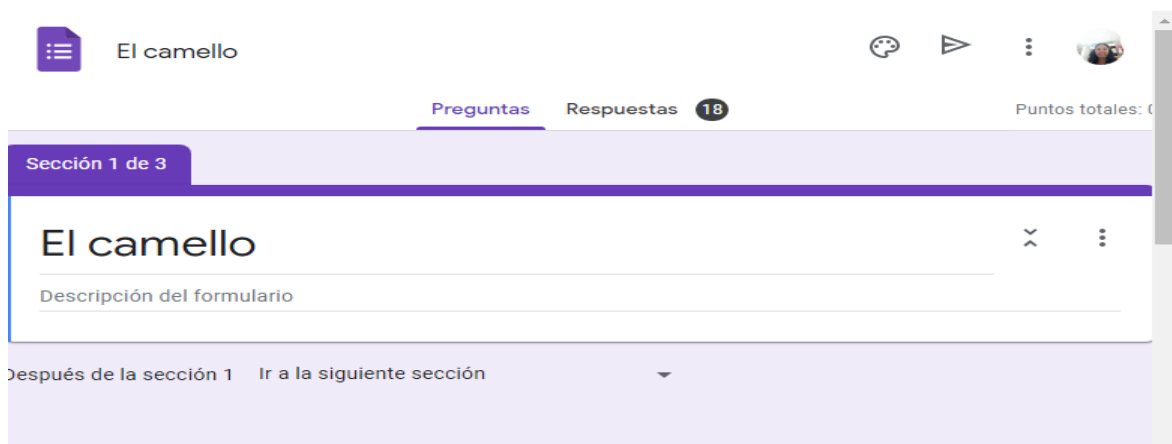 El camello
Preguntas Respuestas 18
Puntos totales:
Sección 1 de 3
El camello
Descripción del formulario
Después de la sección 1 Ir a la siguiente sección